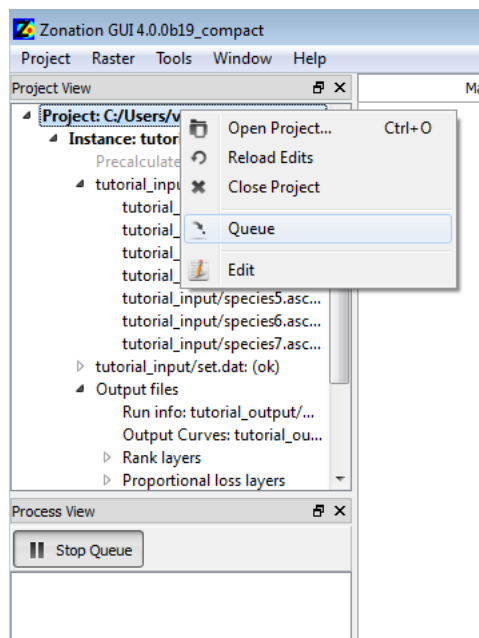 Zonation GUI 4.0.0b19_compact
Project Raster Tools Window Help
Project View
Ma
Project: C:/Users/v
Instance: tutori
Precalculate
tutorial_inpu
tutorial_
tutorial_
tutorial_
tutorial_
Open Project... Ctrl+O
Reload Edits
Close Project
Queue
Edit
tutorial_input/species5.asc...
tutorial_input/species6.asc...
tutorial_input/species7.asc...
tutorial_input/set.dat: (ok)
Output files
Run info: tutorial_output/...
Output Curves: tutorial_ou...
Rank layers
Proportional loss layers
Process View
Stop Queue